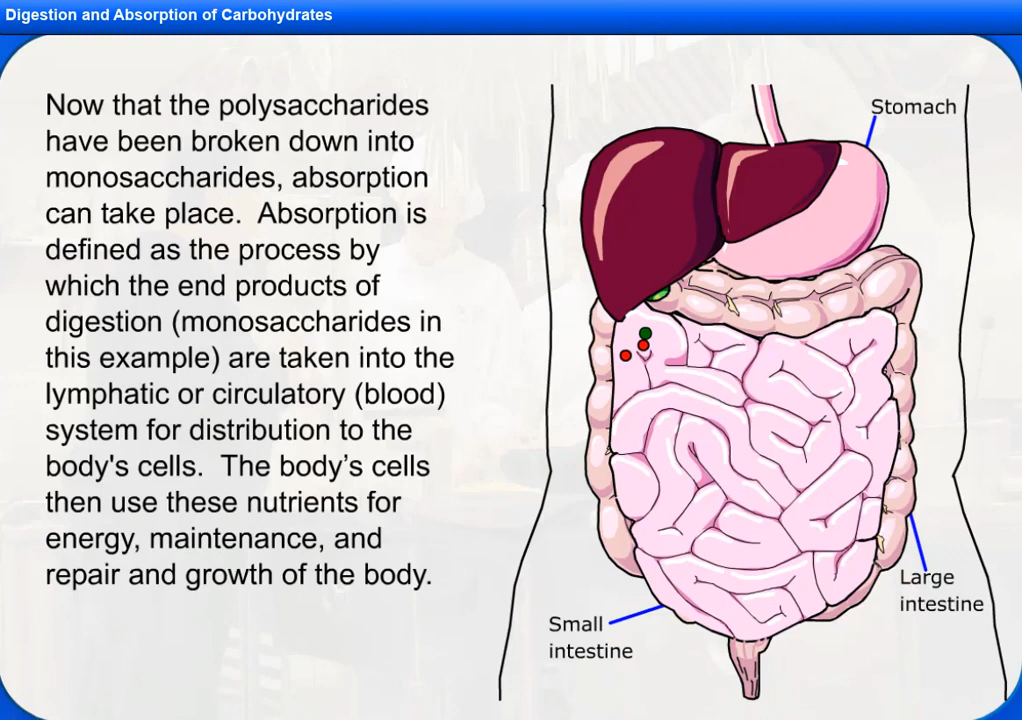 Digestion and Absorption of Carbohydrates
Now that the polysaccharides
have been broken down into
monosaccharides, absorption
can take place.  Absorption is
defined as the process by
which the end products of
digestion (monosaccharides in
this example) are taken into the
lymphatic or circulatory (blood)
system for distribution to the
body's cells.  The body’s cells
then use these nutrients for
energy, maintenance, and
repair and growth of the body.
Stomach
Large
intestine
Small
intestine